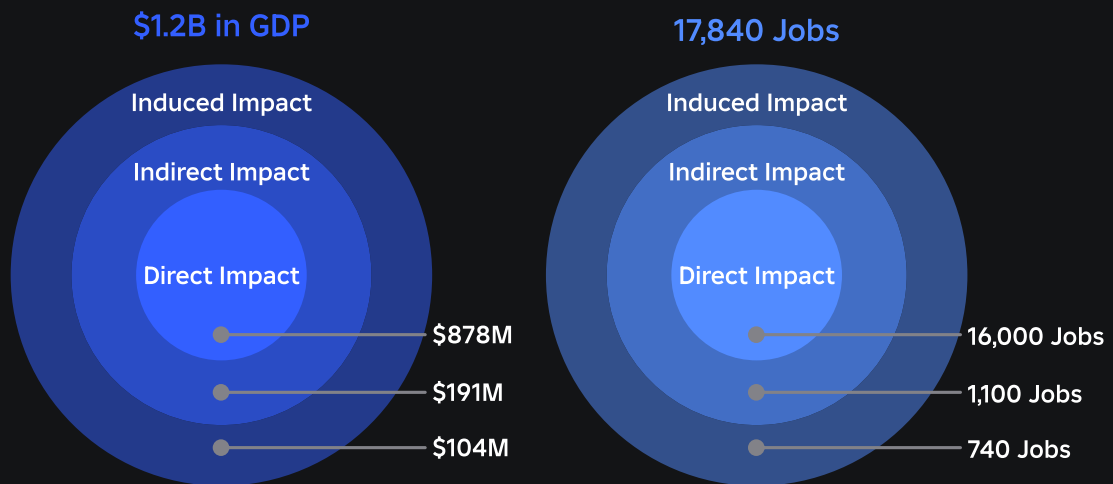 $1.2B in GDP
Induced Impact
Indirect Impact
Direct Impact
$878M
$191M
$104M
17,840 Jobs
Induced Impact
Indirect Impact
Direct Impact
16,000 Jobs
1,100 Jobs
740 Jobs